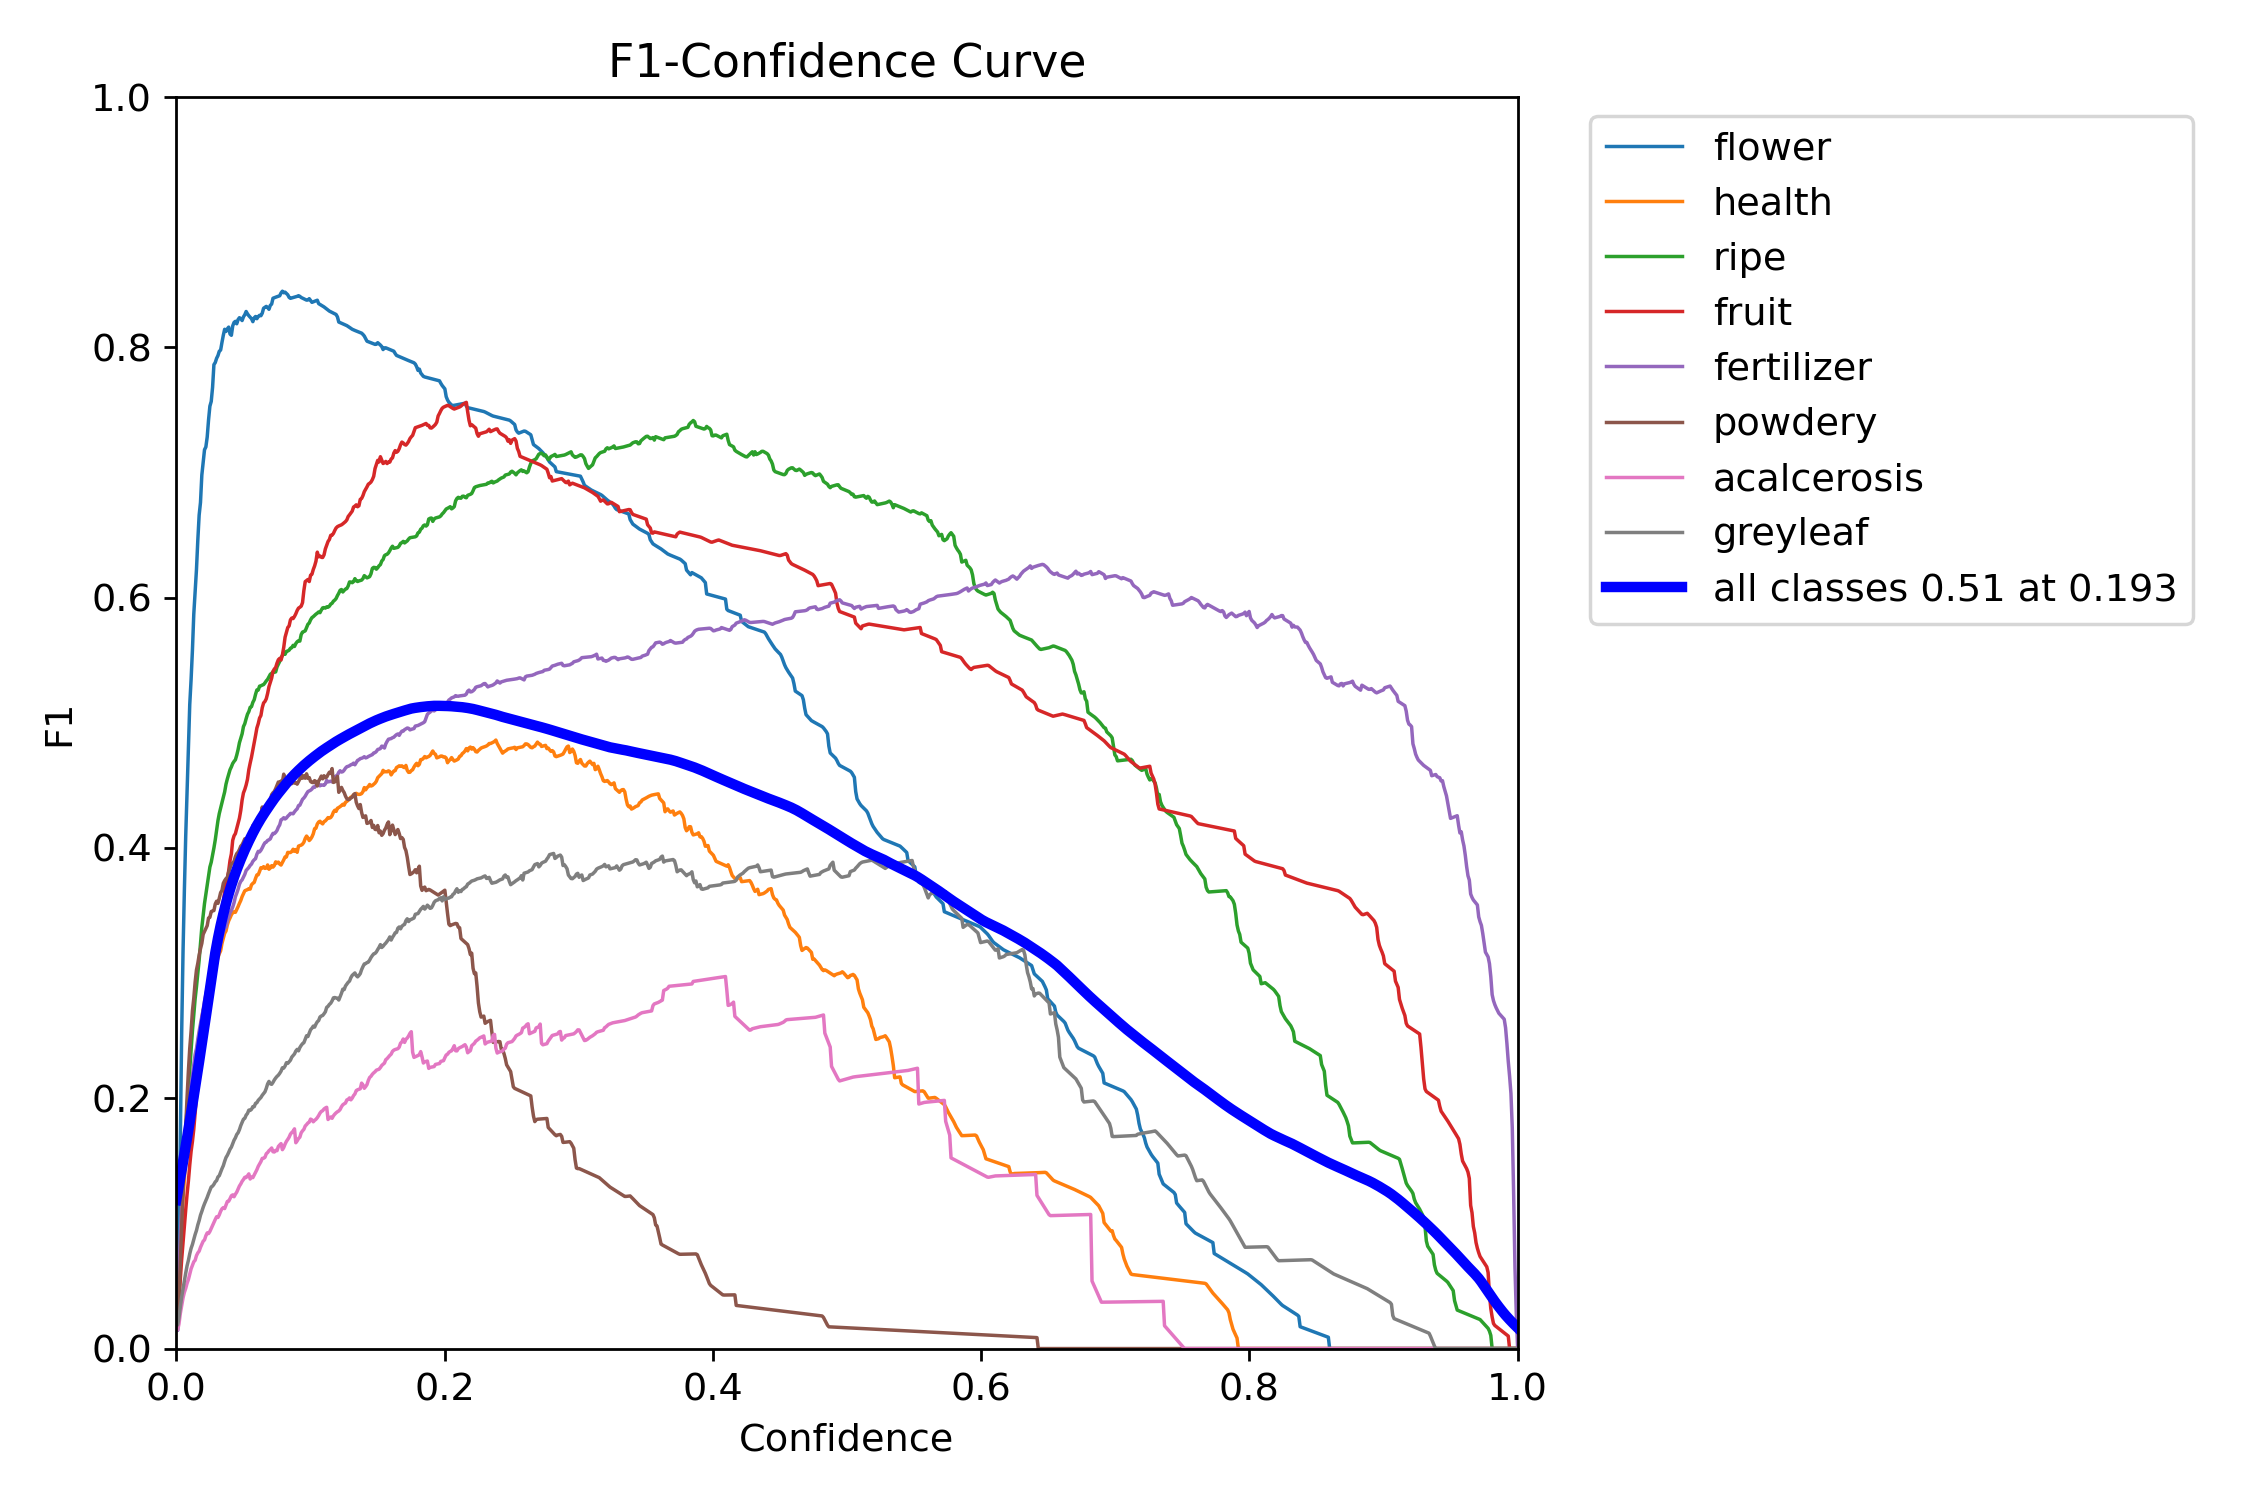 F1-Confidence Curve
1.0
0.8
0.6
0.4
0.2
0.0
F1
0.0 0.2 0.4 0.6 0.8 1.0
Confidence
flower
health
ripe
fruit
fertilizer
powdery
acalcerosis
greyleaf
all classes 0.51 at 0.193